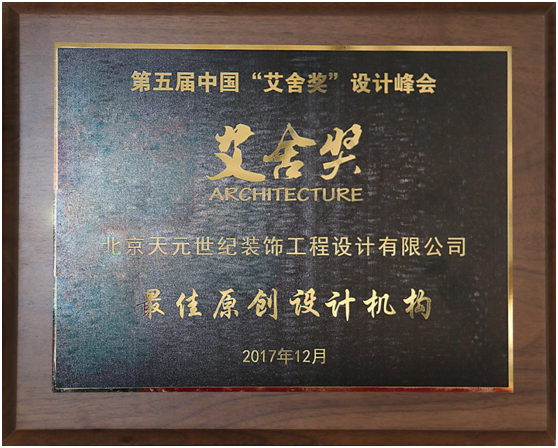 第五届中国“艾舍奖”设计峰会
艾舍奖
ARCHITECTURE
北京天元世纪装饰工程设计有限公司
最佳原创设计机构
2017年12月